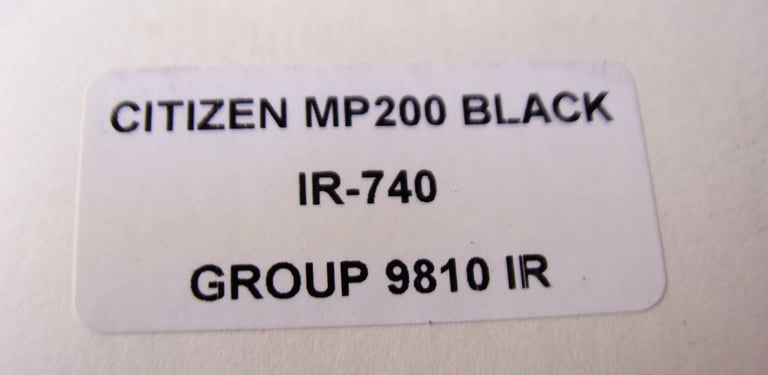 CITIZEN MP200 BLACK
IR-740
GROUP 9810 IR